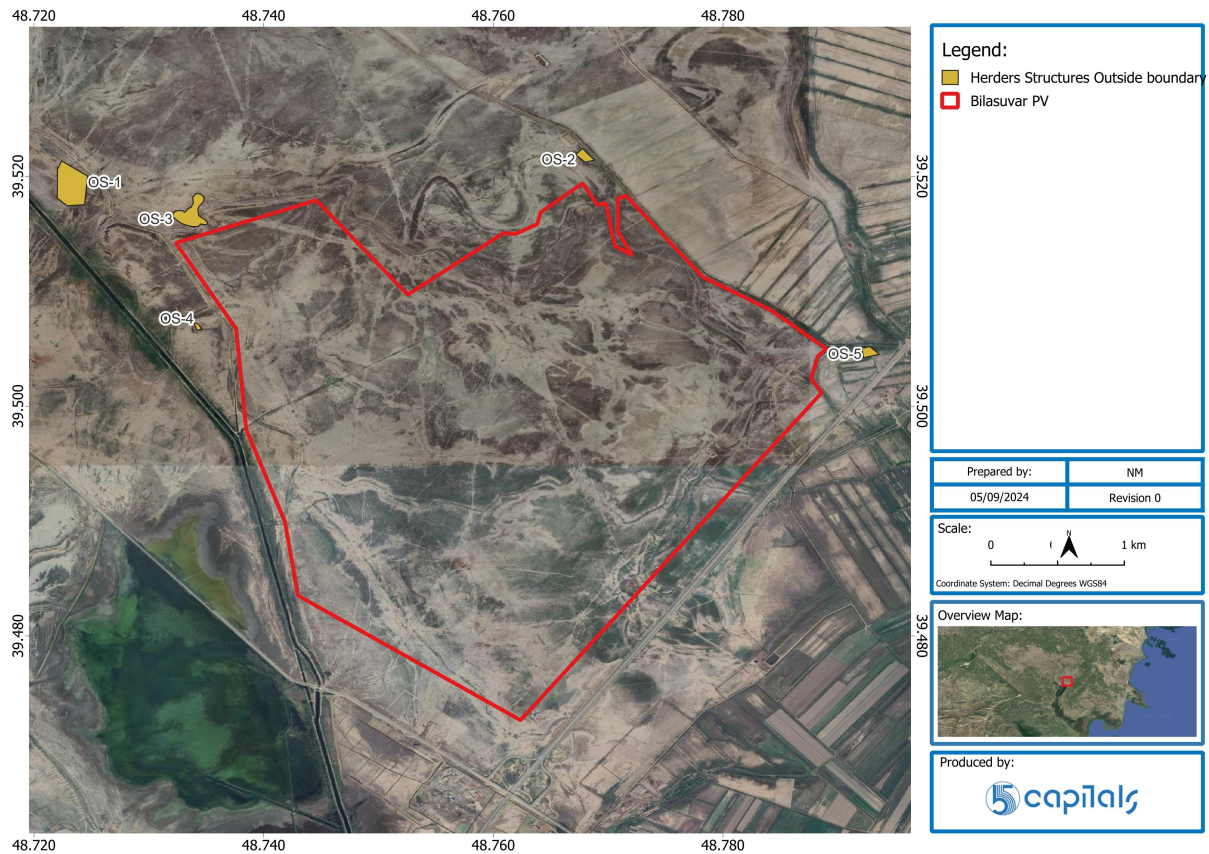 48.720 48.740 48.760 48.780
39.520
39.500
39.480
39.520
39.500
39.480
OS-1
OS-2
OS-3
OS-4
OS-5
48.720 48.740 48.760 48.780
Legend:
Herders Structures Outside boundary
Bilasuvar PV
Prepared by: NM
05/09/2024 Revision 0
Scale:
N
0 1 km
Coordinate System: Decimal Degrees WGS84
Overview Map:
Produced by:
5 capitals